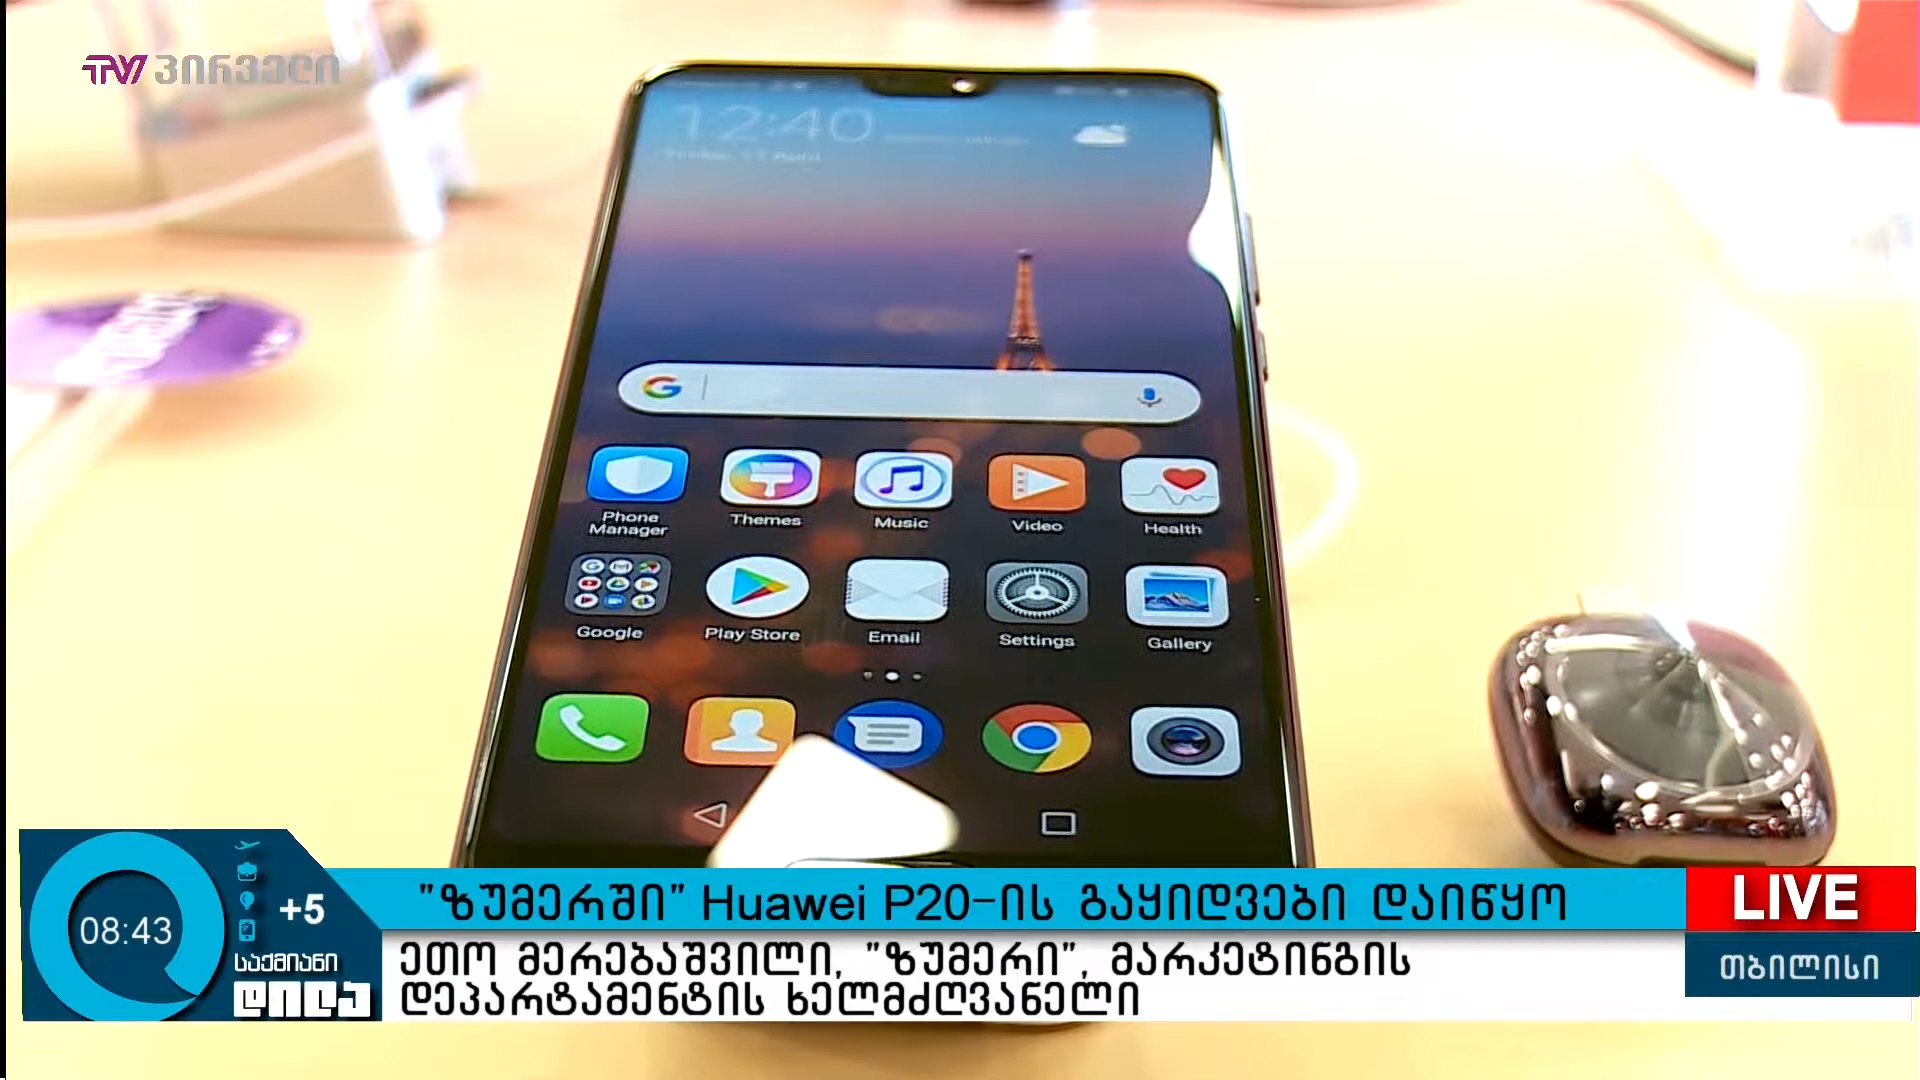 TV პირველი
12:40
Phone Manager
Themes
Music
Video
Health
Google
Play Store
Email
Settings
Gallery
08:43
+5
საქმიანი
დილა
"ზუმერში" Huawei P20-ის გაყიდვები დაიწყო
LIVE
ეთო მერებაშვილი, "ზუმერი", მარკეტინგის
დეპარტამენტის ხელმძღვანელი
თბილისი